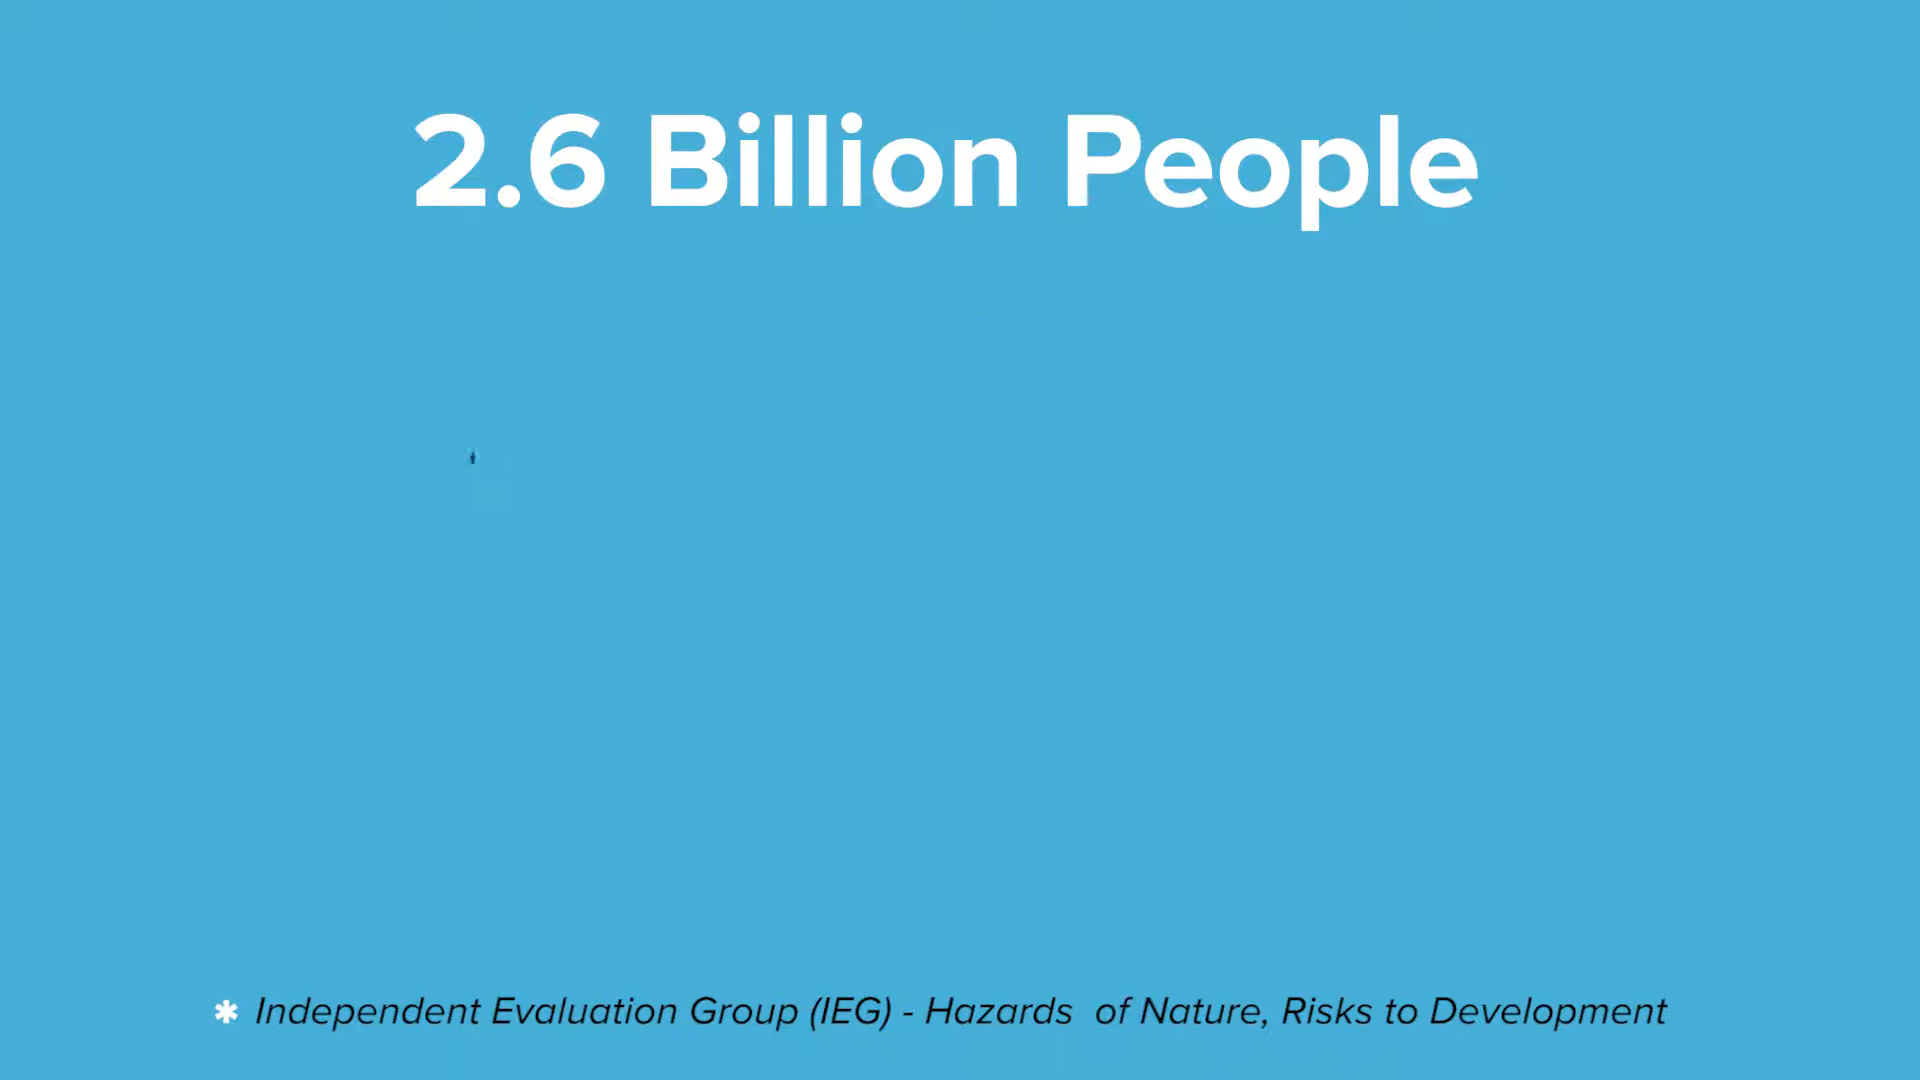 2.6 Billion People
* Independent Evaluation Group (IEG) - Hazards of Nature, Risks to Development